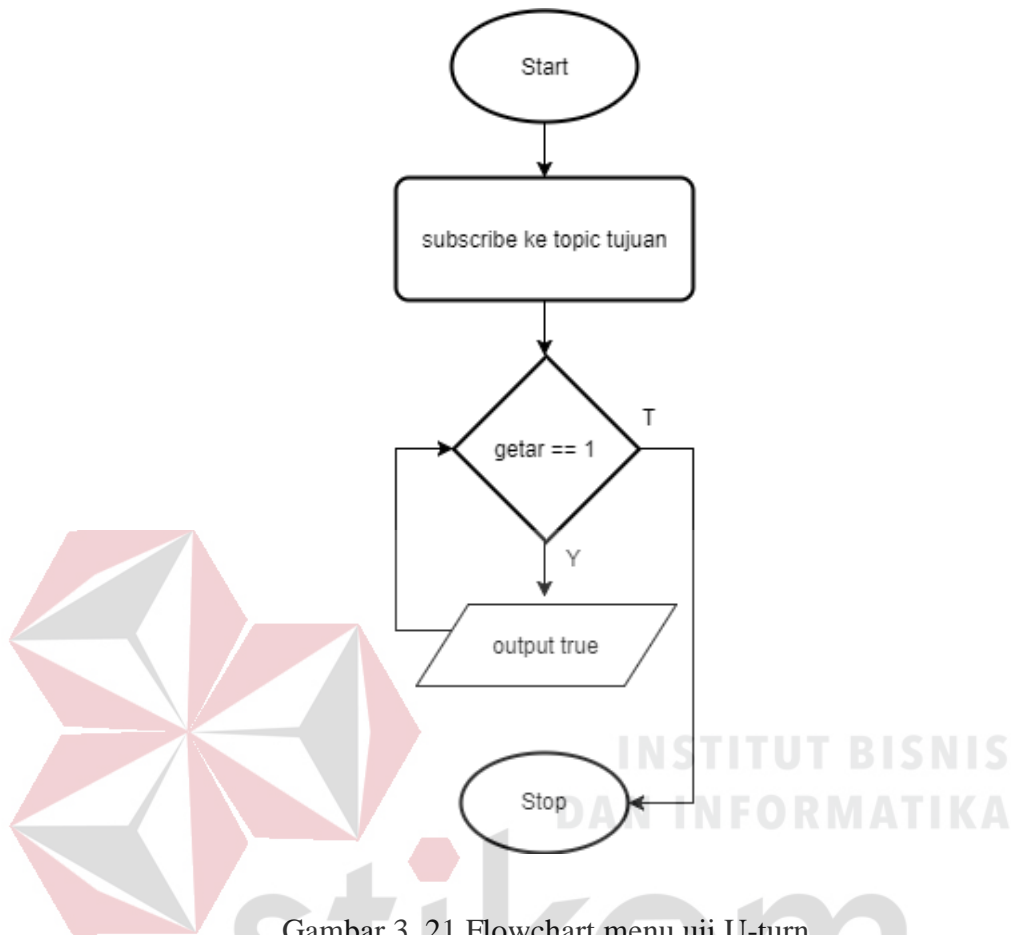 Start
subscribe ke topic tujuan
getar == 1
T
Y
output true
INSTITUT BISNIS
Stop
DAN INFORMATIKA
stikom
Gambar 3. 21 Flowchart menu uji U-turn